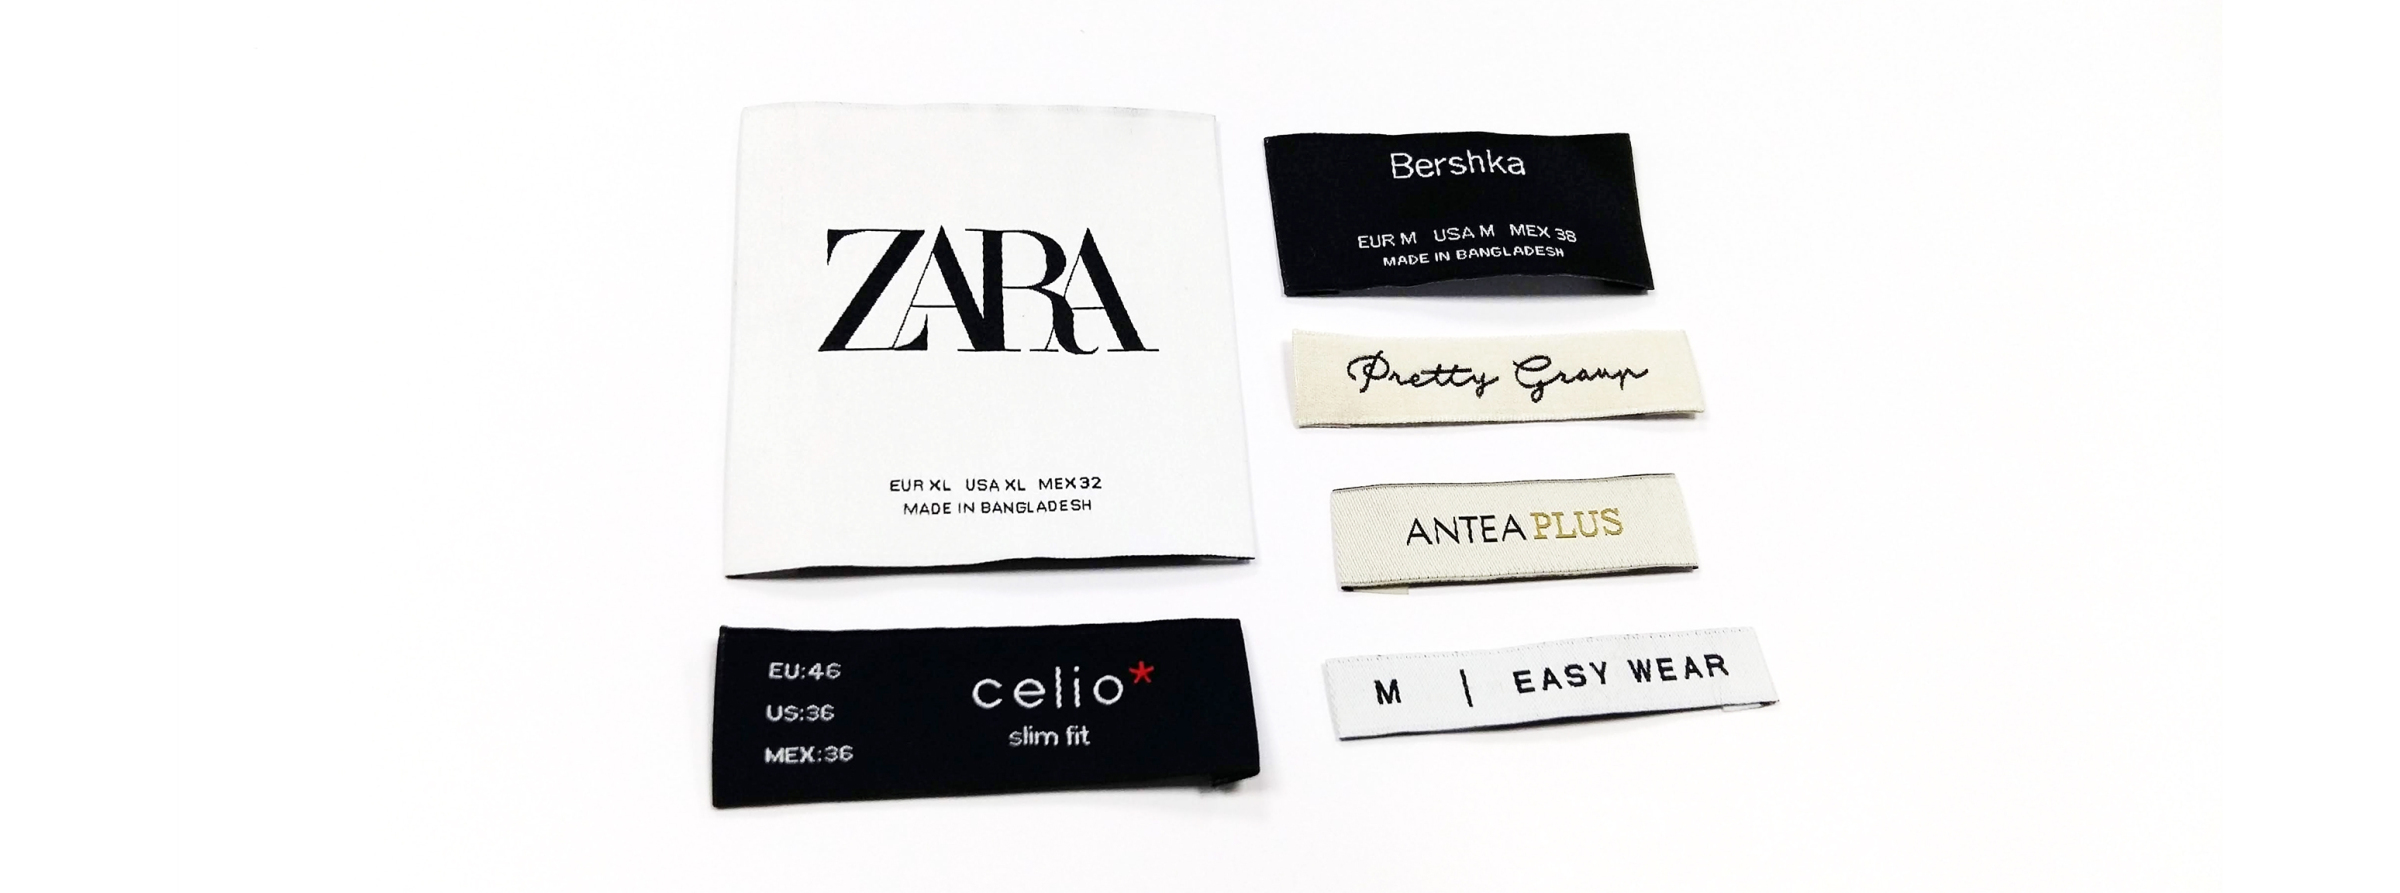 ZARA
EUR XL USA XL MEX 32
MADE IN BANGLADESH
Bershka
EUR M USA M MEX 38
MADE IN BANGLADESH
Pretty Group
ANTEA PLUS
EU:46
US:36
MEX:36
celio*
slim fit
M | EASY WEAR